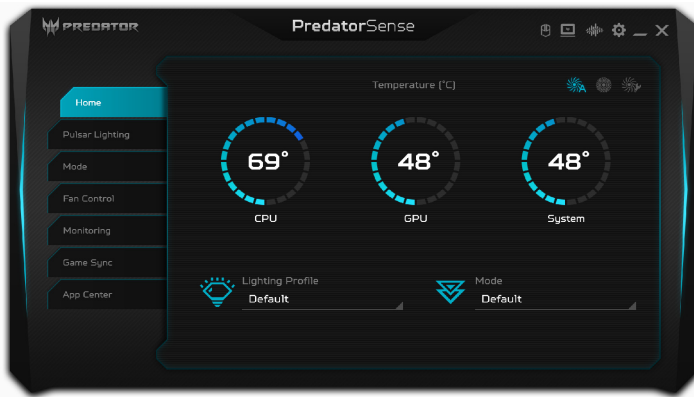 PREDATOR
PredatorSense
Temperature (°C)
Home
Pulsar Lighting
Mode
Fan Control
Monitoring
Game Sync
App Center
69°
48°
48°
CPU
GPU
System
Lighting Profile
Default
Mode
Default